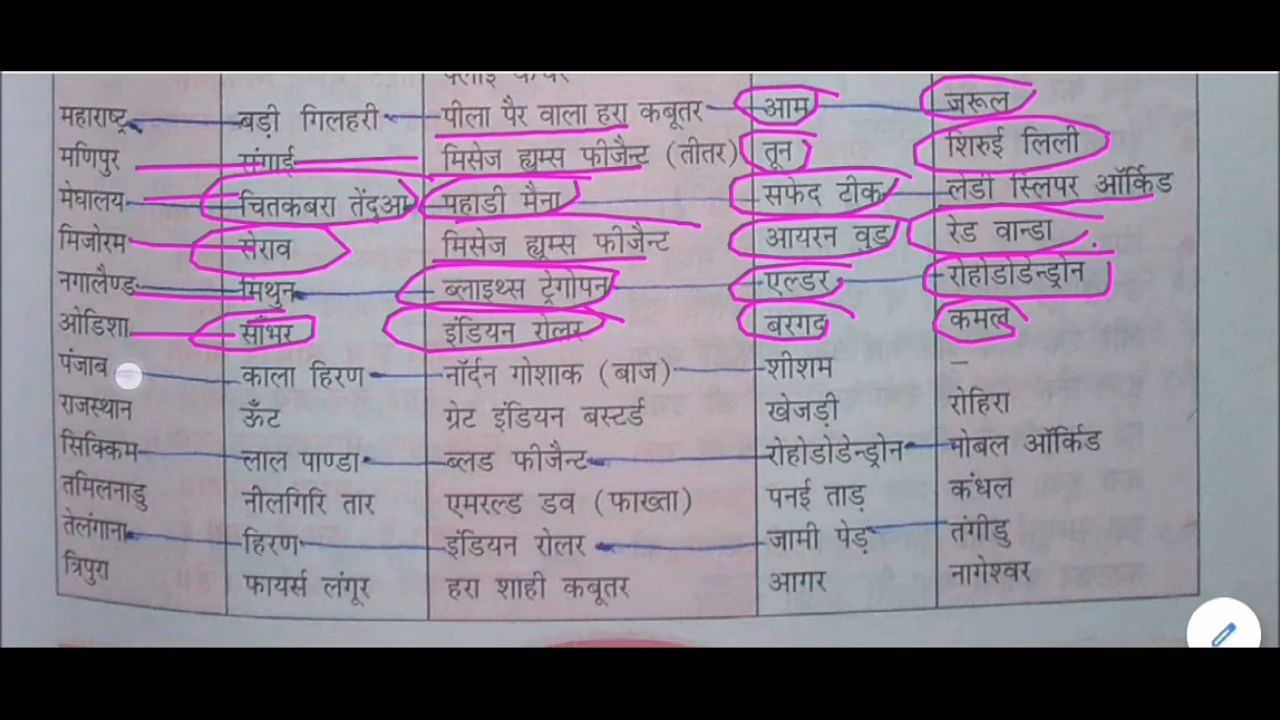 महाराष्ट्र बड़ी गिलहरी पीला पैर वाला हरा कबूतर आम जरूल
मणिपुर संगाई मिसेज ह्यूम्स फीजैन्ट (तीतर) तून शिरुई लिली
मेघालय चितकबरा तेंदुआ पहाडी मैना सफेद टीक लेडी स्लिपर ऑर्किड
मिजोरम सेराव मिसेज ह्यूम्स फीजैन्ट आयरन वुड रेड वान्डा
नगालैण्ड मिथुन ब्लाइथ्स ट्रेगोपन एल्डर रोहोडोडेन्ड्रोन
ओडिशा सांभर इंडियन रोलर बरगद कमल
पंजाब काला हिरण नॉर्दन गोशाक (बाज) शीशम –
राजस्थान ऊँट ग्रेट इंडियन बस्टर्ड खेजड़ी रोहिरा
सिक्किम लाल पाण्डा ब्लड फीजैन्ट रोहोडोडेन्ड्रोन नोबल ऑर्किड
तमिलनाडु नीलगिरि तार एमरल्ड डव (फाख्ता) पनई ताड़ कंधल
तेलंगाना हिरण इंडियन रोलर जामी पेड़ तंगीडु
त्रिपुरा फायर्स लंगूर हरा शाही कबूतर आगर नागेश्वर